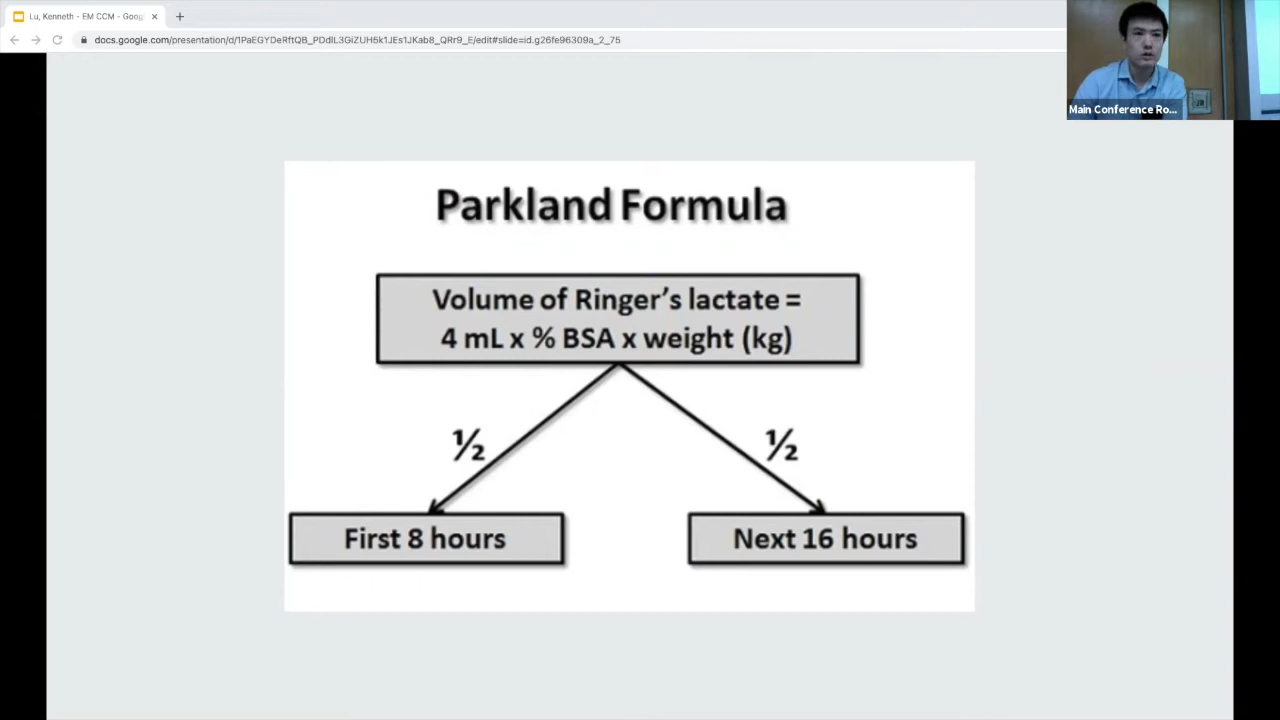 Lu, Kenneth - EM CCM - Goog
docs.google.com/presentation/d/1PaEGYDeRftQB_PDdlL3GiZUH5k1JEs1JKab8_QRr9_E/edit#slide=id.g26fe96309a_2_75
Main Conference Ro...
Parkland Formula
Volume of Ringer's lactate =
4 mL x % BSA x weight (kg)
½
½
First 8 hours
Next 16 hours